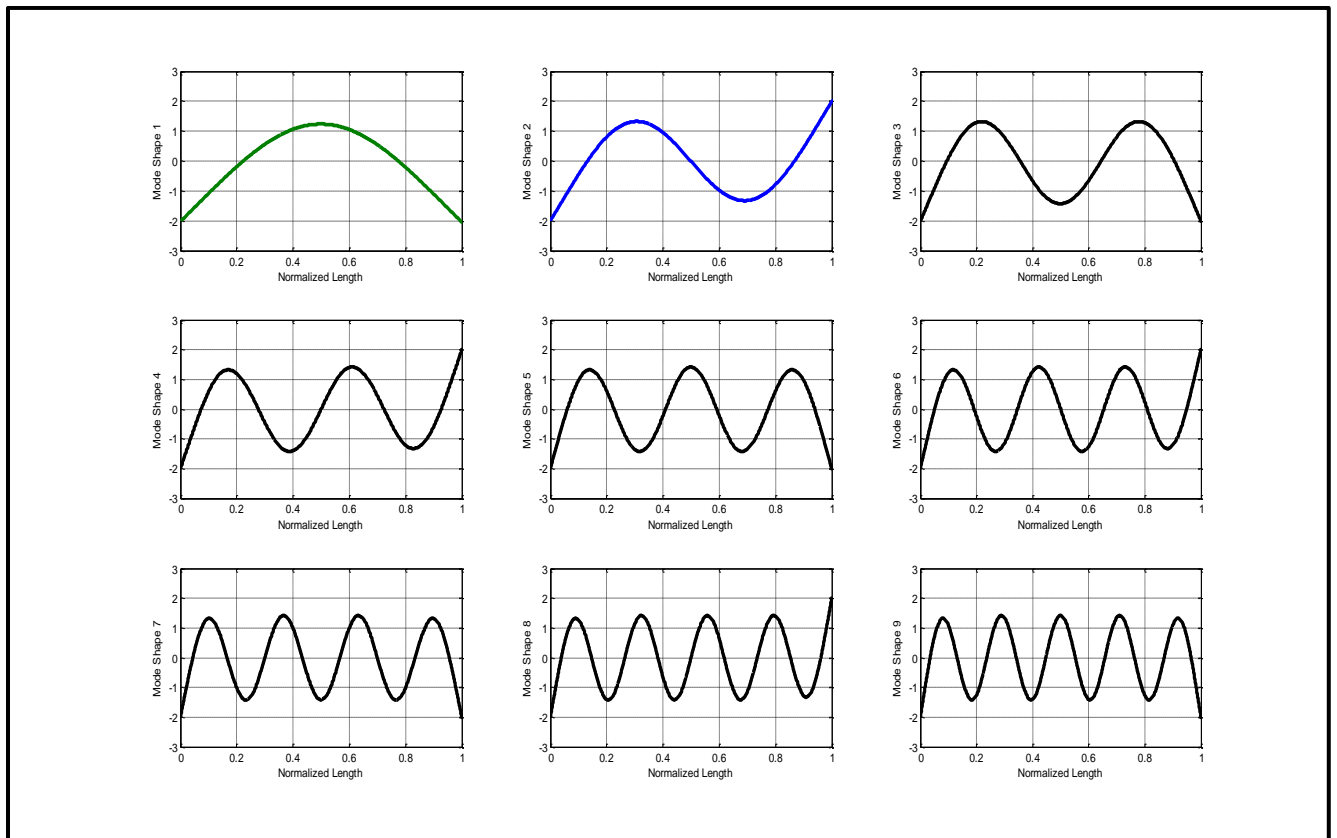 3
2
1
0
-1
-2
-3
0 0.2 0.4 0.6 0.8 1
Normalized Length
Mode Shape 1
3
2
1
0
-1
-2
-3
0 0.2 0.4 0.6 0.8 1
Normalized Length
Mode Shape 2
3
2
1
0
-1
-2
-3
0 0.2 0.4 0.6 0.8 1
Normalized Length
Mode Shape 3
3
2
1
0
-1
-2
-3
0 0.2 0.4 0.6 0.8 1
Normalized Length
Mode Shape 4
3
2
1
0
-1
-2
-3
0 0.2 0.4 0.6 0.8 1
Normalized Length
Mode Shape 5
3
2
1
0
-1
-2
-3
0 0.2 0.4 0.6 0.8 1
Normalized Length
Mode Shape 6
3
2
1
0
-1
-2
-3
0 0.2 0.4 0.6 0.8 1
Normalized Length
Mode Shape 7
3
2
1
0
-1
-2
-3
0 0.2 0.4 0.6 0.8 1
Normalized Length
Mode Shape 8
3
2
1
0
-1
-2
-3
0 0.2 0.4 0.6 0.8 1
Normalized Length
Mode Shape 9